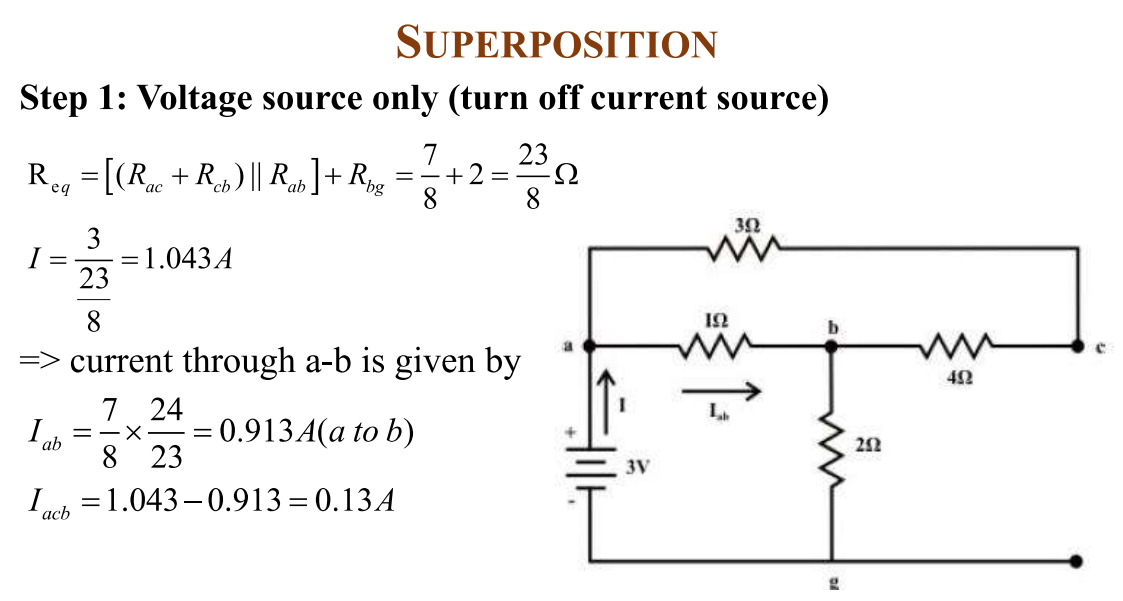 SUPERPOSITION
Step 1: Voltage source only (turn off current source)
R_eq = [(R_ac + R_cb) || R_ab] + R_bg = 7/8 + 2 = 23/8 Ω
I = 3/(23/8) = 1.043A
=> current through a-b is given by
I_ab = 7/8 × 24/23 = 0.913A(a to b)
I_acb = 1.043 − 0.913 = 0.13A
3Ω
1Ω
b
a
c
4Ω
I
I_ab
+
3V
2Ω
-
g